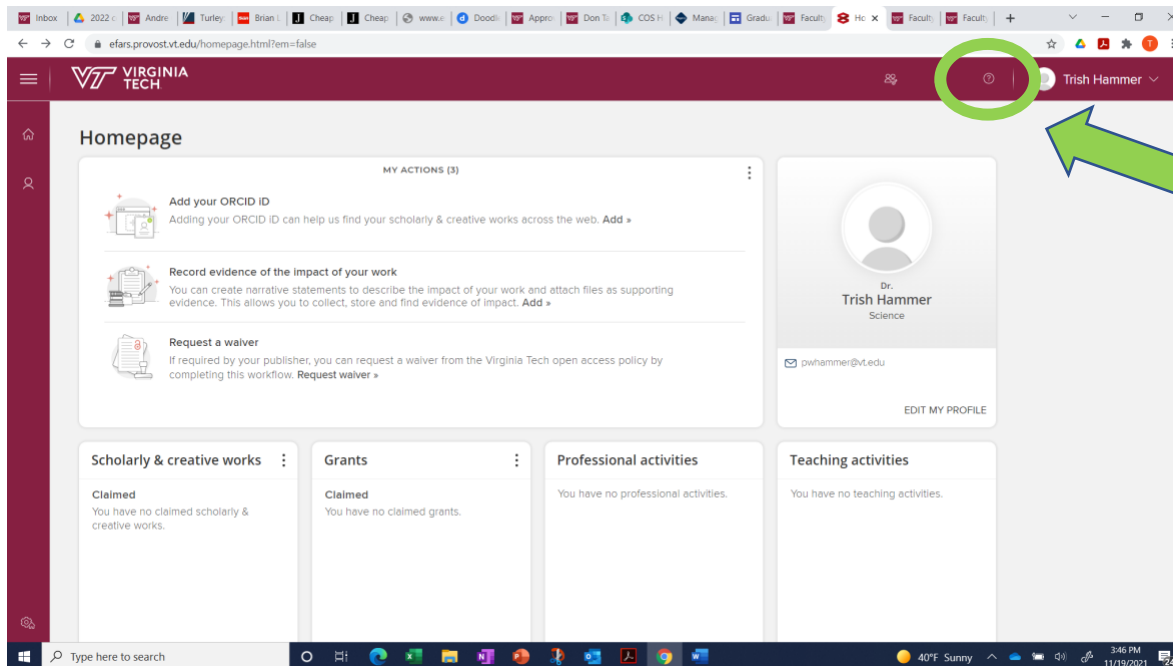 Inbox
2022 c
Andre
Turley
Brian I.
Cheap
Cheap
www.e
Doodl
Appro
Don Ta
COS H
Manag
Gradu
Faculty
Ho
Faculty
Faculty
efars.provost.vt.edu/homepage.html?em=false
T
VT VIRGINIA
TECH
Trish Hammer
Homepage
MY ACTIONS (3)
Add your ORCID iD
Adding your ORCID iD can help us find your scholarly & creative works across the web. Add »
Record evidence of the impact of your work
You can create narrative statements to describe the impact of your work and attach files as supporting
evidence. This allows you to collect, store and find evidence of impact. Add »
Request a waiver
If required by your publisher, you can request a waiver from the Virginia Tech open access policy by
completing this workflow. Request waiver »
Dr.
Trish Hammer
Science
pwhammer@vt.edu
EDIT MY PROFILE
Scholarly & creative works
Claimed
You have no claimed scholarly &
creative works.
Grants
Claimed
You have no claimed grants.
Professional activities
You have no professional activities.
Teaching activities
You have no teaching activities.
Type here to search
40°F Sunny
3:46 PM
11/19/2021